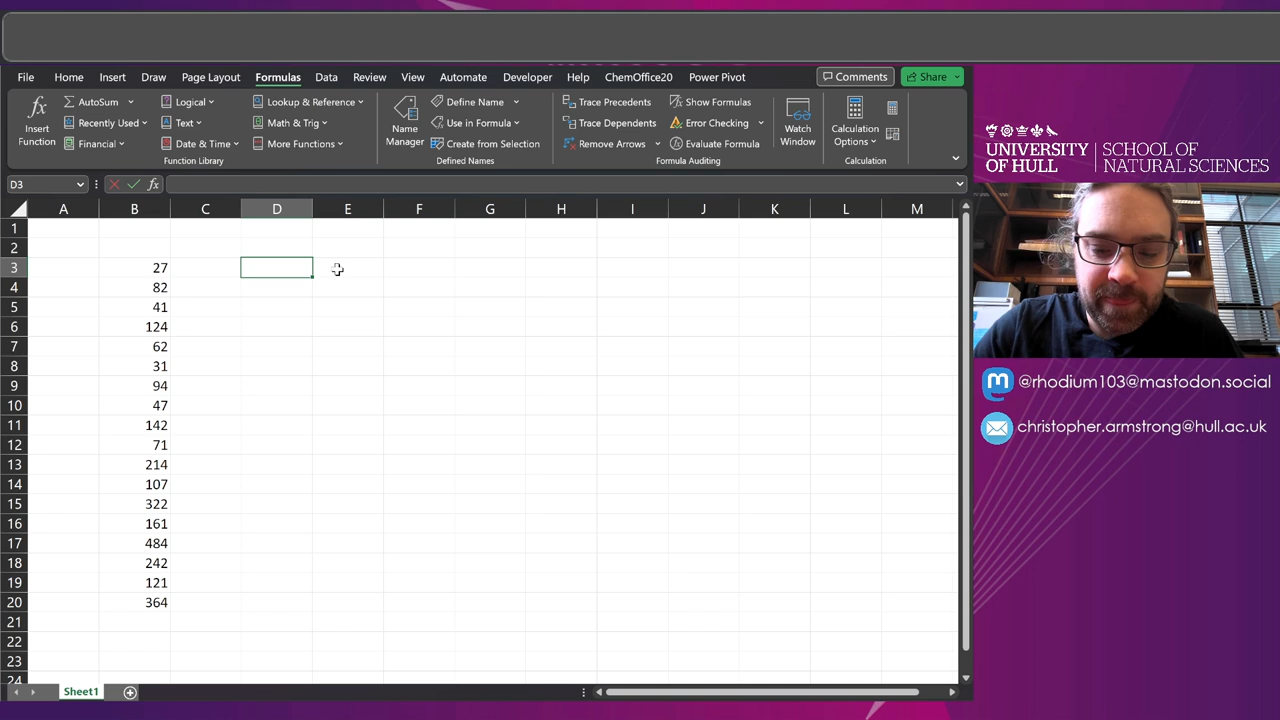 File Home Insert Draw Page Layout Formulas Data Review View Automate Developer Help ChemOffice20 Power Pivot Comments Share
fx Insert Function
AutoSum
Recently Used
Financial
Logical
Text
Date & Time
Lookup & Reference
Math & Trig
More Functions
Function Library
Name Manager
Define Name
Use in Formula
Create from Selection
Defined Names
Trace Precedents
Trace Dependents
Remove Arrows
Show Formulas
Error Checking
Evaluate Formula
Formula Auditing
Watch Window
Calculation Options
Calculation
D3 fx
A B C D E F G H I J K L M
1
2
3 27
4 82
5 41
6 124
7 62
8 31
9 94
10 47
11 142
12 71
13 214
14 107
15 322
16 161
17 484
18 242
19 121
20 364
21
22
23
24
Sheet1
UNIVERSITY OF HULL
SCHOOL OF NATURAL SCIENCES
@rhodium103@mastodon.social
christopher.armstrong@hull.ac.uk